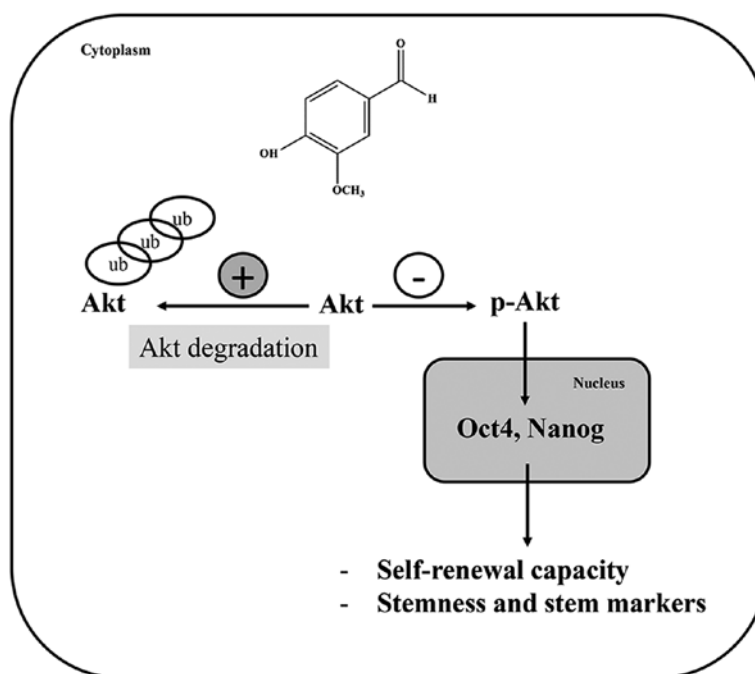 Cytoplasm
O
H
OH
OCH3
ub
ub
ub
+
-
Akt
Akt
p-Akt
Akt degradation
Nucleus
Oct4, Nanog
- Self-renewal capacity
- Stemness and stem markers